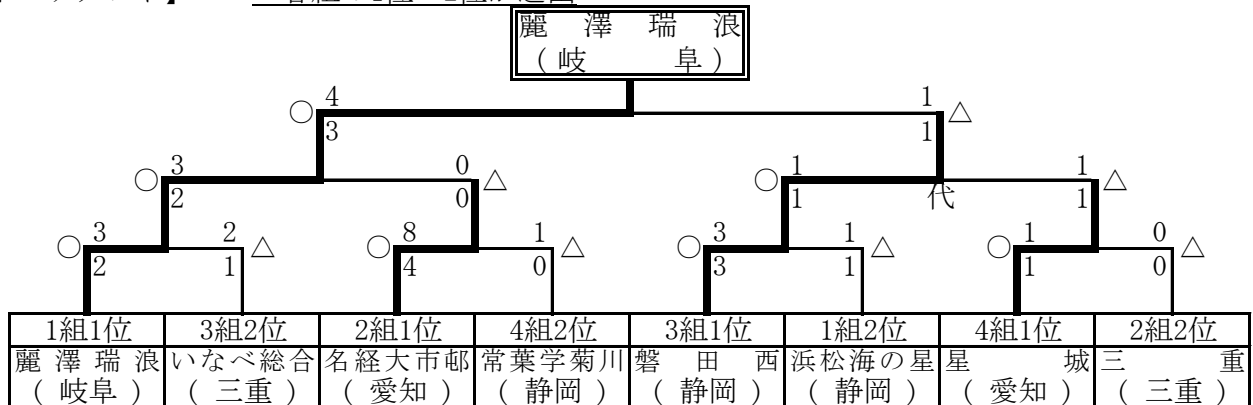 麗澤瑞浪
(岐阜)
○ 4 1 △
3 1
○ 3 0 △ ○ 1 1 △
2 0 1 代 1
○ 3 2 △ ○ 8 1 △ ○ 3 1 △ ○ 1 0 △
2 1 4 0 3 1 1 0
1組1位 3組2位 2組1位 4組2位 3組1位 1組2位 4組1位 2組2位
麗澤瑞浪 いなべ総合 名経大市邨 常葉学菊川 磐田西 浜松海の星 星城 三重
(岐阜) (三重) (愛知) (静岡) (静岡) (静岡) (愛知) (三重)